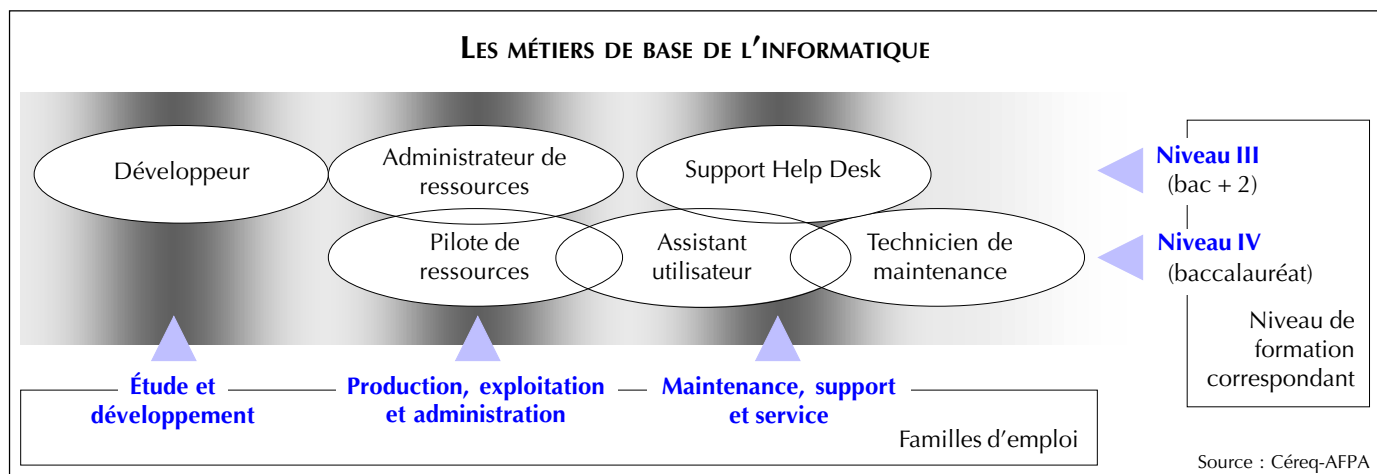 LES MÉTIERS DE BASE DE L'INFORMATIQUE
Développeur
Administrateur de
ressources
Support Help Desk
Niveau III
(bac + 2)
Pilote de
ressources
Assistant
utilisateur
Technicien de
maintenance
Niveau IV
(baccalauréat)
Niveau de
formation
correspondant
Étude et
développement
Production, exploitation
et administration
Maintenance, support
et service
Familles d'emploi
Source : Céreq-AFPA